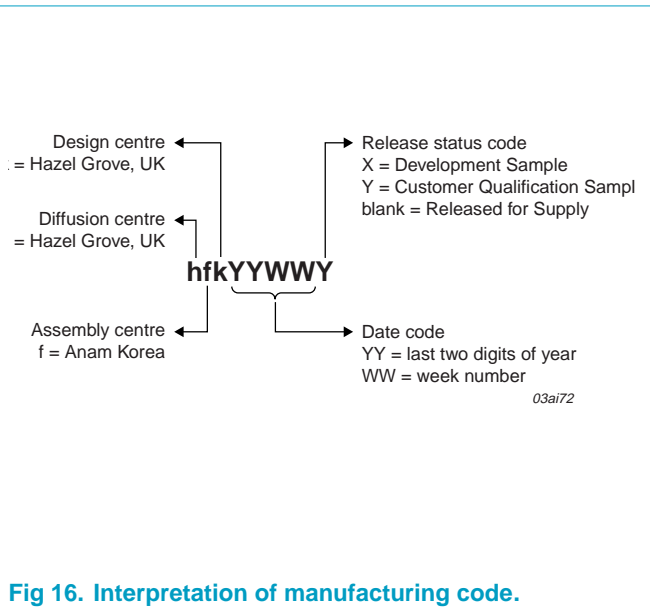 Design centre
= Hazel Grove, UK
Release status code
X = Development Sample
Y = Customer Qualification Sampl
blank = Released for Supply
Diffusion centre
= Hazel Grove, UK
hfkYYWWY
Assembly centre
f = Anam Korea
Date code
YY = last two digits of year
WW = week number
03ai72
Fig 16. Interpretation of manufacturing code.